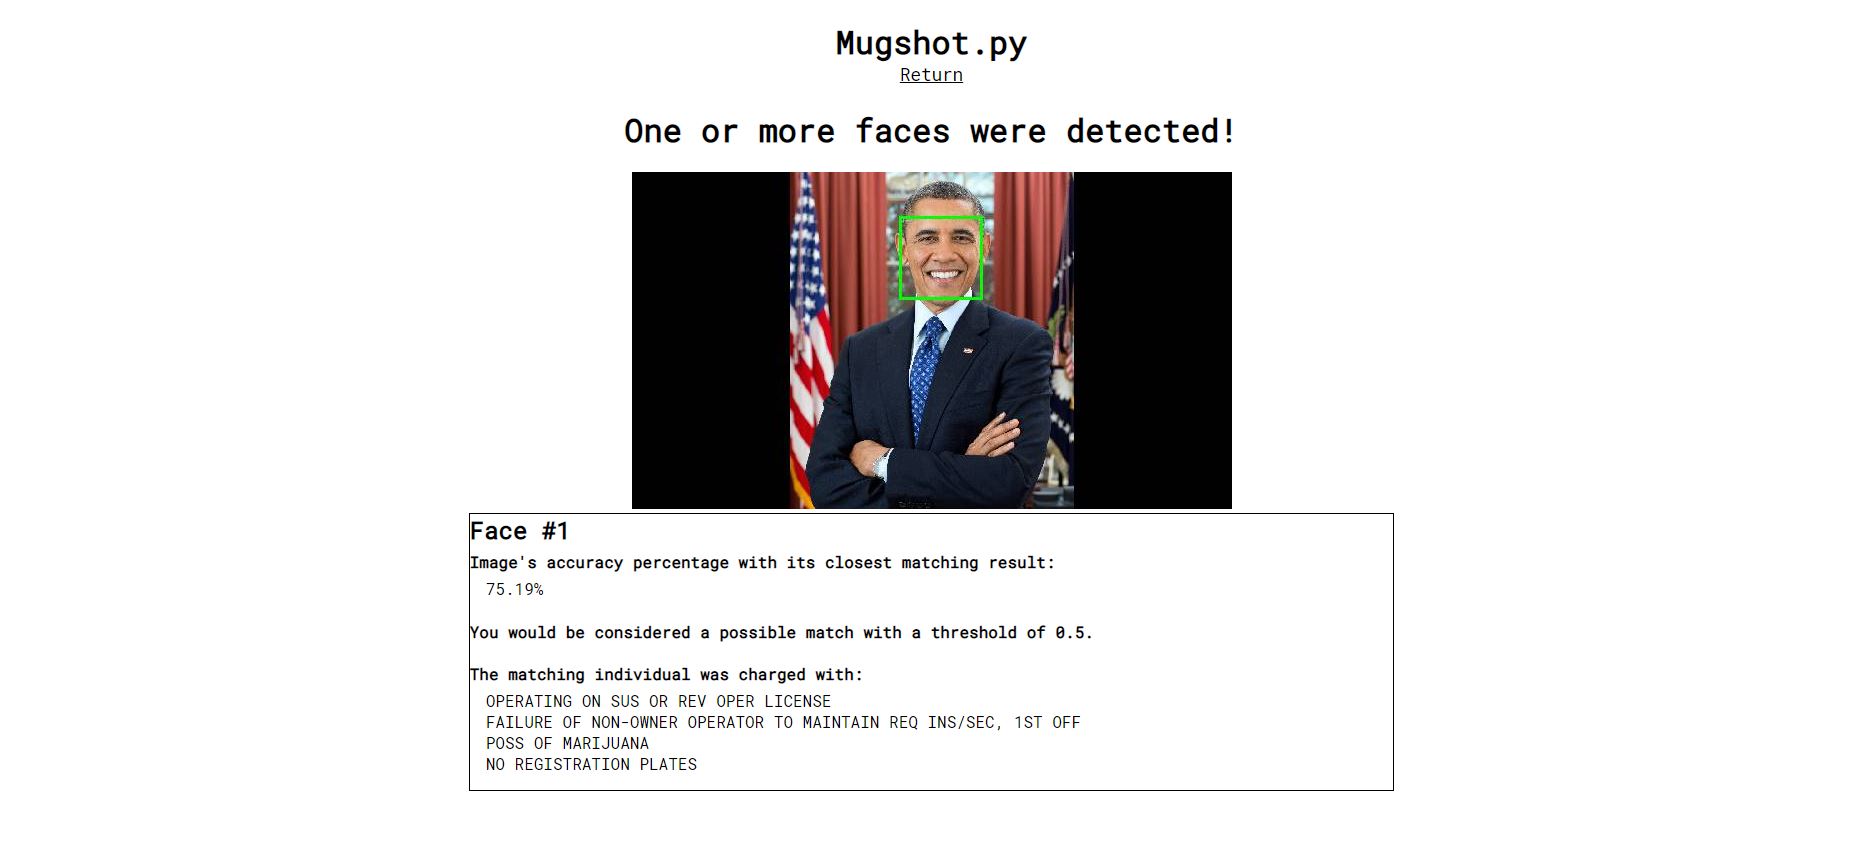 Mugshot.py
Return
One or more faces were detected!
Face #1
Image's accuracy percentage with its closest matching result:
75.19%
You would be considered a possible match with a threshold of 0.5.
The matching individual was charged with:
OPERATING ON SUS OR REV OPER LICENSE
FAILURE OF NON-OWNER OPERATOR TO MAINTAIN REQ INS/SEC, 1ST OFF
POSS OF MARIJUANA
NO REGISTRATION PLATES